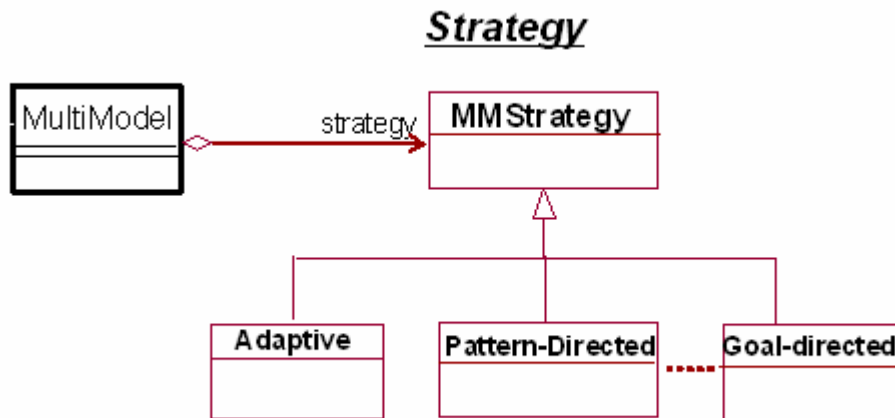 Strategy
MultiModel
strategy
MMStrategy
Adaptive
Pattern-Directed
Goal-directed